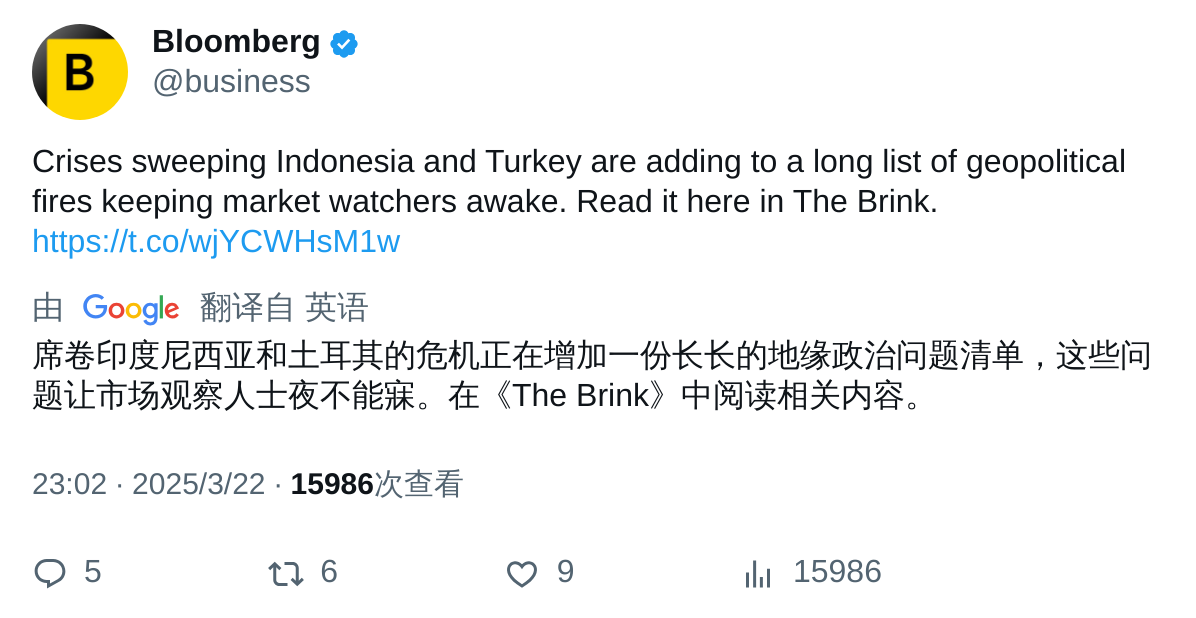 B
Bloomberg
@business
Crises sweeping Indonesia and Turkey are adding to a long list of geopolitical
fires keeping market watchers awake. Read it here in The Brink.
https://t.co/wjYCWHsM1w
由 Google 翻译自 英语
席卷印度尼西亚和土耳其的危机正在增加一份长长的地缘政治问题清单，这些问
题让市场观察人士夜不能寐。在《The Brink》中阅读相关内容。
23:02 · 2025/3/22 · 15986次查看
5 6 9 15986